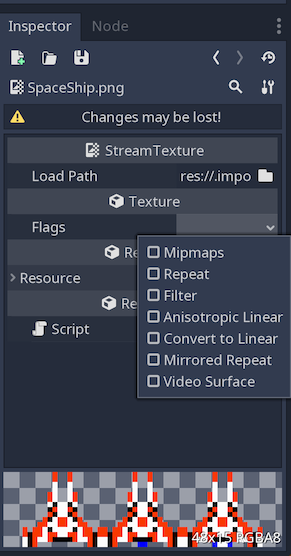 Inspector Node
SpaceShip.png
Changes may be lost!
StreamTexture
Load Path res://.impo
Texture
Flags
Mipmaps
Repeat
Filter
Anisotropic Linear
Convert to Linear
Mirrored Repeat
Video Surface
Re
Resource
Re
Script
48x15 RGBA8